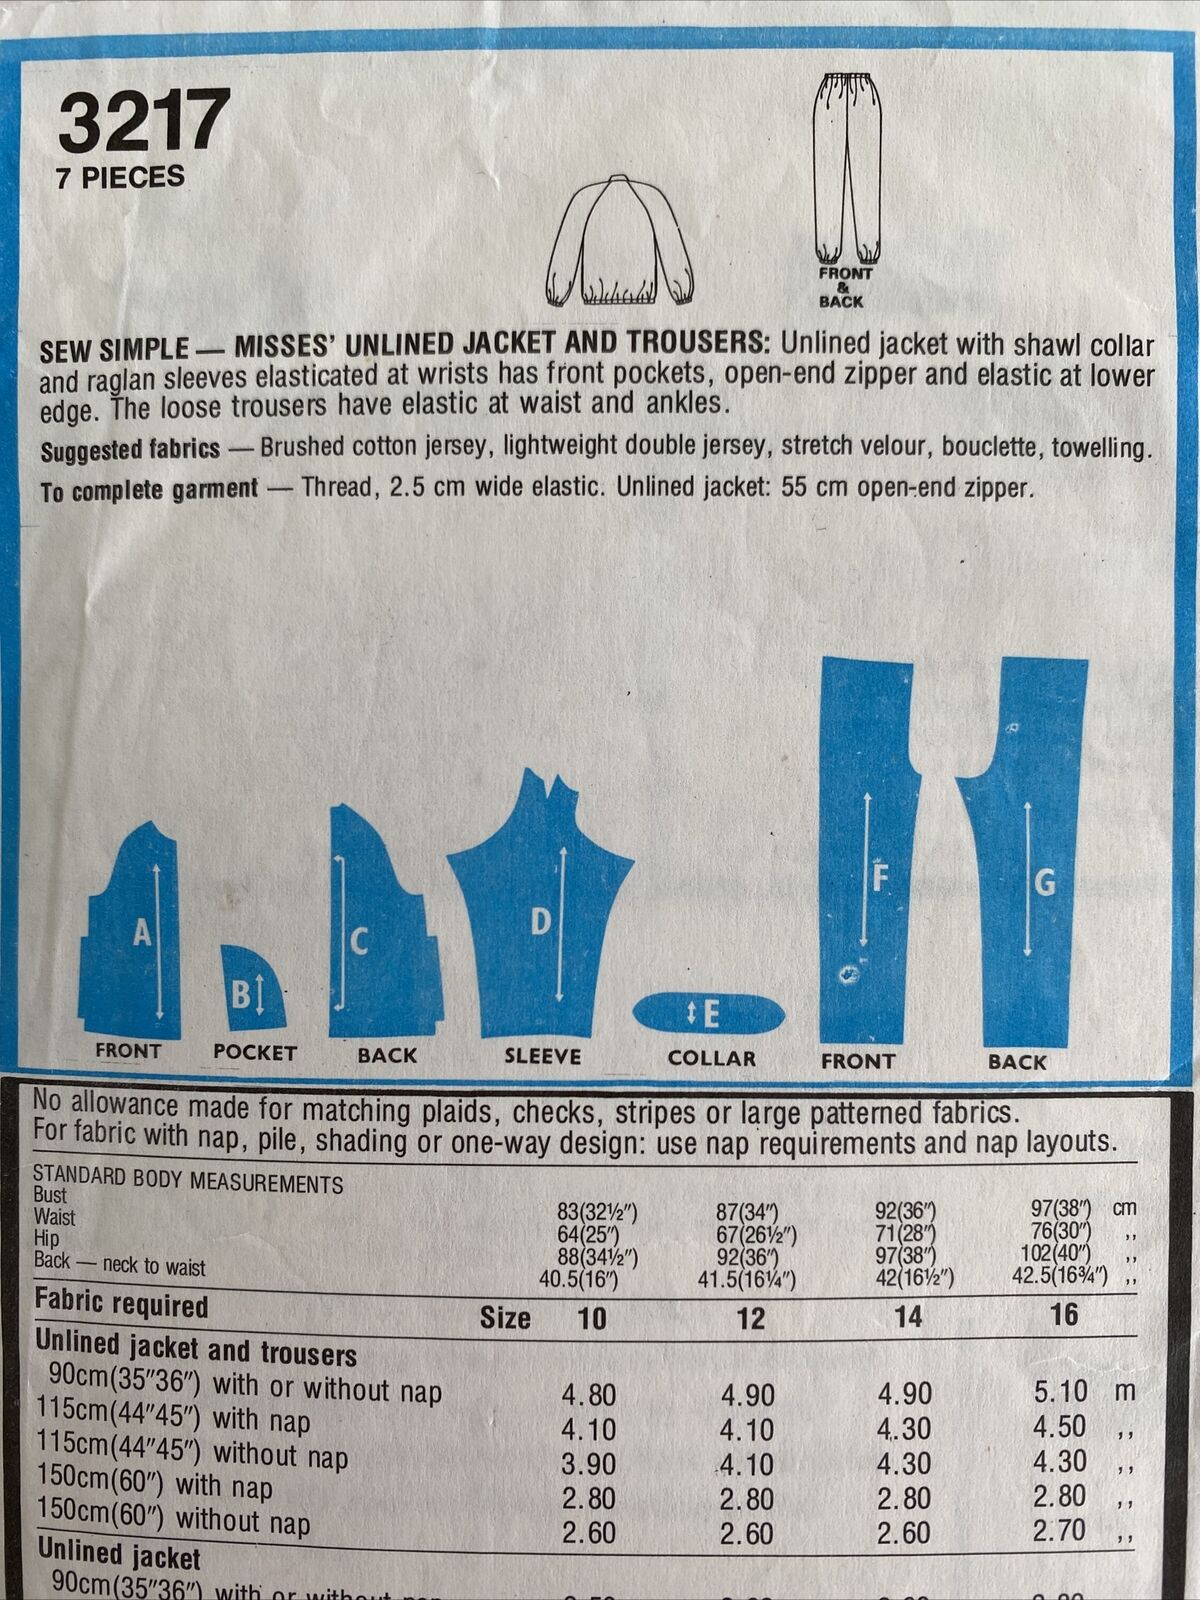 3217
7 PIECES
FRONT
&
BACK
SEW SIMPLE — MISSES' UNLINED JACKET AND TROUSERS: Unlined jacket with shawl collar
and raglan sleeves elasticated at wrists has front pockets, open-end zipper and elastic at lower
edge. The loose trousers have elastic at waist and ankles.
Suggested fabrics — Brushed cotton jersey, lightweight double jersey, stretch velour, bouclette, towelling.
To complete garment — Thread, 2.5 cm wide elastic. Unlined jacket: 55 cm open-end zipper.
A B C D E F G
FRONT POCKET BACK SLEEVE COLLAR FRONT BACK
No allowance made for matching plaids, checks, stripes or large patterned fabrics.
For fabric with nap, pile, shading or one-way design: use nap requirements and nap layouts.
STANDARD BODY MEASUREMENTS
Bust 83(32½") 87(34") 92(36") 97(38") cm
Waist 64(25") 67(26½") 71(28") 76(30") ,,
Hip 88(34½") 92(36") 97(38") 102(40") ,,
Back — neck to waist 40.5(16") 41.5(16¼") 42(16½") 42.5(16¾") ,,
Fabric required Size 10 12 14 16
Unlined jacket and trousers
90cm(35"36") with or without nap 4.80 4.90 4.90 5.10 m
115cm(44"45") with nap 4.10 4.10 4.30 4.50 ,,
115cm(44"45") without nap 3.90 4.10 4.30 4.30 ,,
150cm(60") with nap 2.80 2.80 2.80 2.80 ,,
150cm(60") without nap 2.60 2.60 2.60 2.70 ,,
Unlined jacket
90cm(35"36") with or without nap